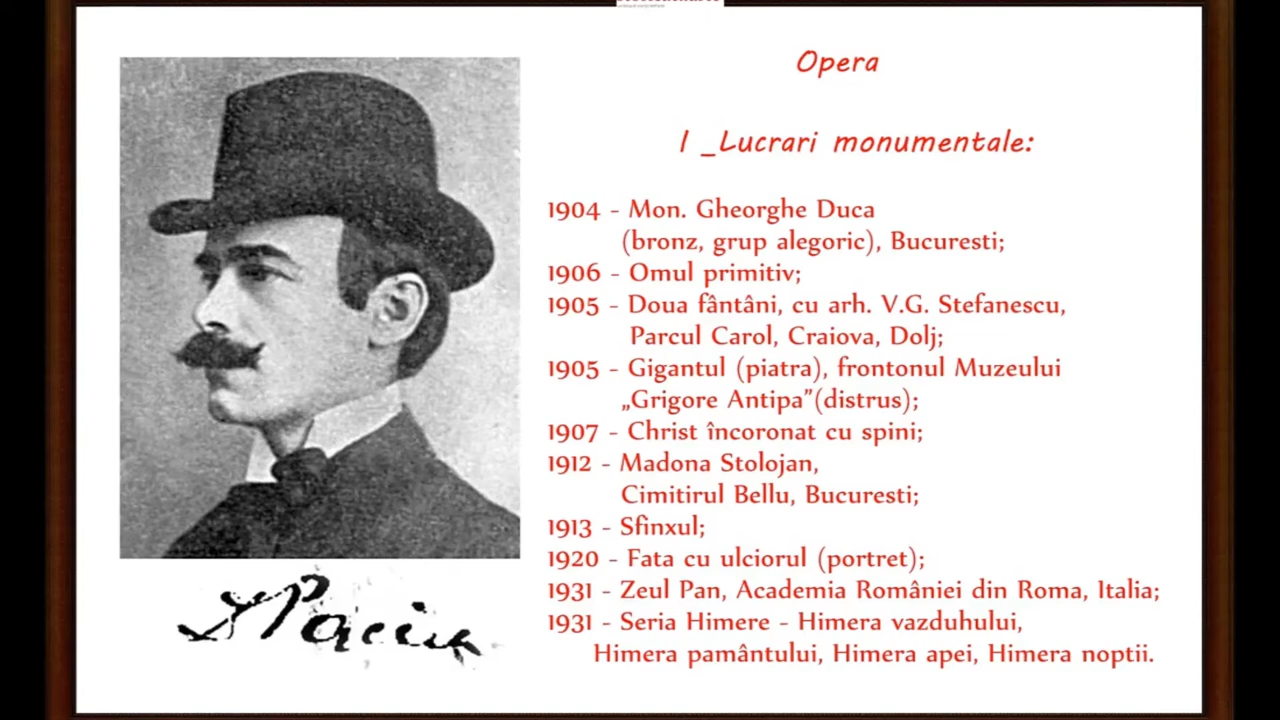 Opera
I _Lucrari monumentale:
1904 - Mon. Gheorghe Duca
(bronz, grup alegoric), Bucuresti;
1906 - Omul primitiv;
1905 - Doua fântâni, cu arh. V.G. Stefanescu,
Parcul Carol, Craiova, Dolj;
1905 - Gigantul (piatra), frontonul Muzeului
„Grigore Antipa”(distrus);
1907 - Christ încoronat cu spini;
1912 - Madona Stolojan,
Cimitirul Bellu, Bucuresti;
1913 - Sfinxul;
1920 - Fata cu ulciorul (portret);
1931 - Zeul Pan, Academia României din Roma, Italia;
1931 - Seria Himere - Himera vazduhului,
Himera pamântului, Himera apei, Himera noptii.